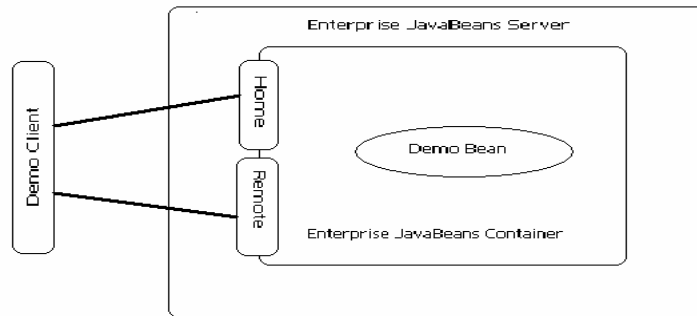 Enterprise JavaBeans Server
Demo Client
Home
Demo Bean
Remote
Enterprise JavaBeans Container